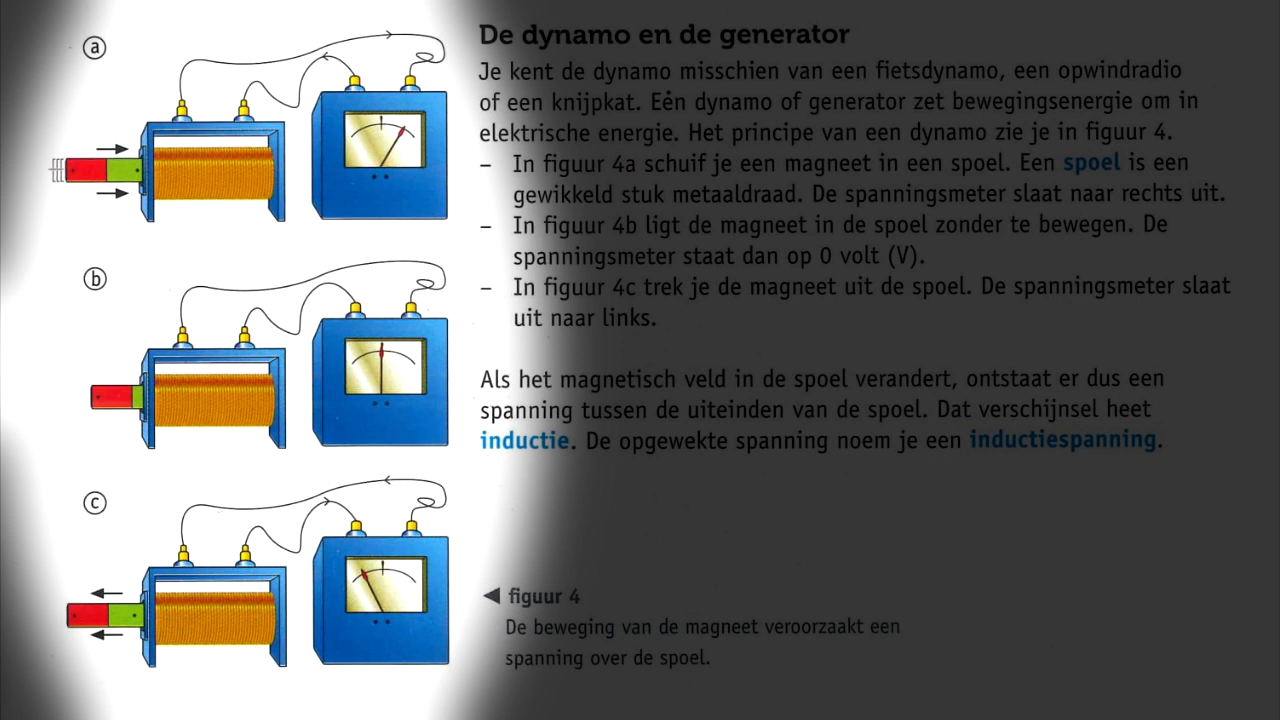 a
De dynamo en de generator
Je kent de dynamo misschien van een fietsdynamo, een opwindradio
of een knijpkat. Eén dynamo of generator zet bewegingsenergie om in
elektrische energie. Het principe van een dynamo zie je in figuur 4.
– In figuur 4a schuif je een magneet in een spoel. Een spoel is een
gewikkeld stuk metaaldraad. De spanningsmeter slaat naar rechts uit.
– In figuur 4b ligt de magneet in de spoel zonder te bewegen. De
spanningsmeter staat dan op 0 volt (V).
– In figuur 4c trek je de magneet uit de spoel. De spanningsmeter slaat
uit naar links.
b
Als het magnetisch veld in de spoel verandert, ontstaat er dus een
spanning tussen de uiteinden van de spoel. Dat verschijnsel heet
inductie. De opgewekte spanning noem je een inductiespanning.
c
◀ figuur 4
De beweging van de magneet veroorzaakt een
spanning over de spoel.